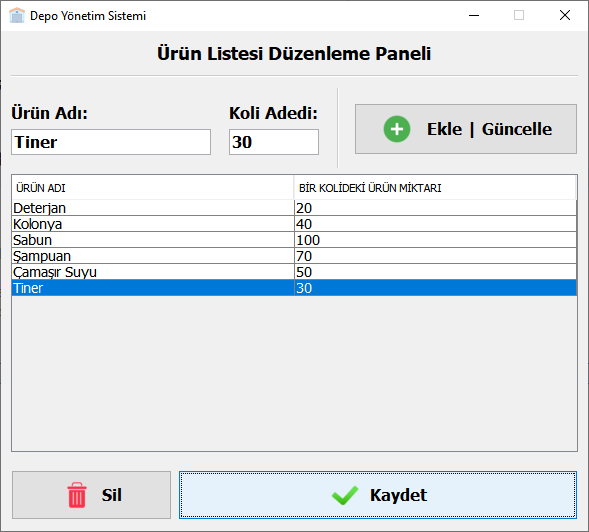 Depo Yönetim Sistemi
Ürün Listesi Düzenleme Paneli
Ürün Adı: Koli Adedi:
Tiner 30
Ekle | Güncelle
ÜRÜN ADI BİR KOLİDEKİ ÜRÜN MİKTARI
Deterjan 20
Kolonya 40
Sabun 100
Şampuan 70
Çamaşır Suyu 50
Tiner 30
Sil Kaydet